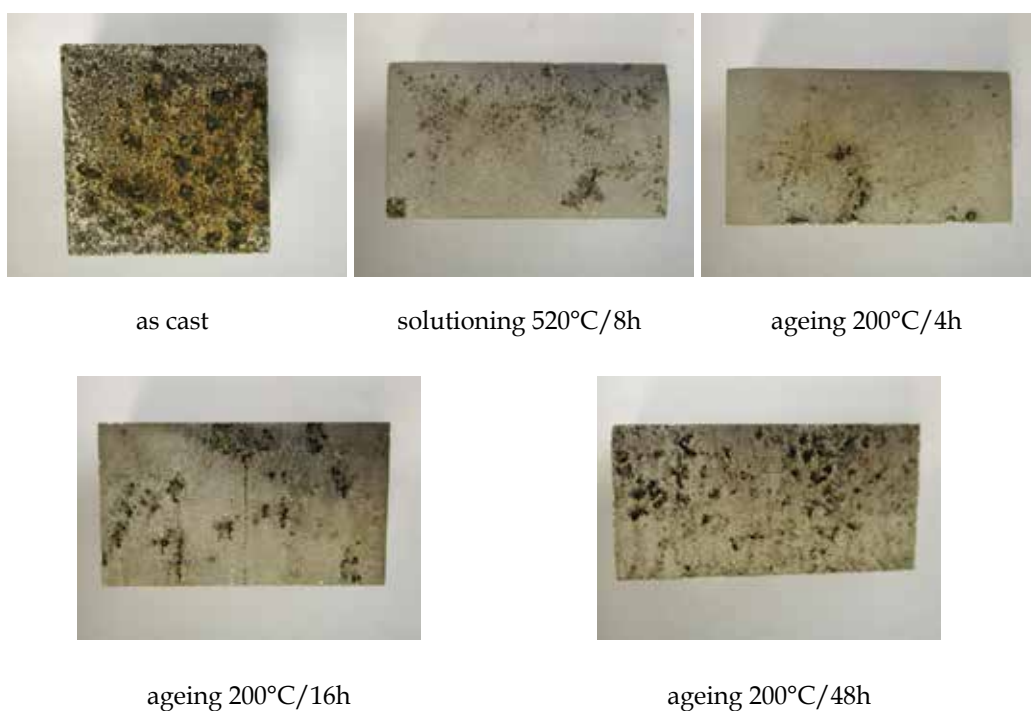 as cast
solutioning 520°C/8h
ageing 200°C/4h
ageing 200°C/16h
ageing 200°C/48h